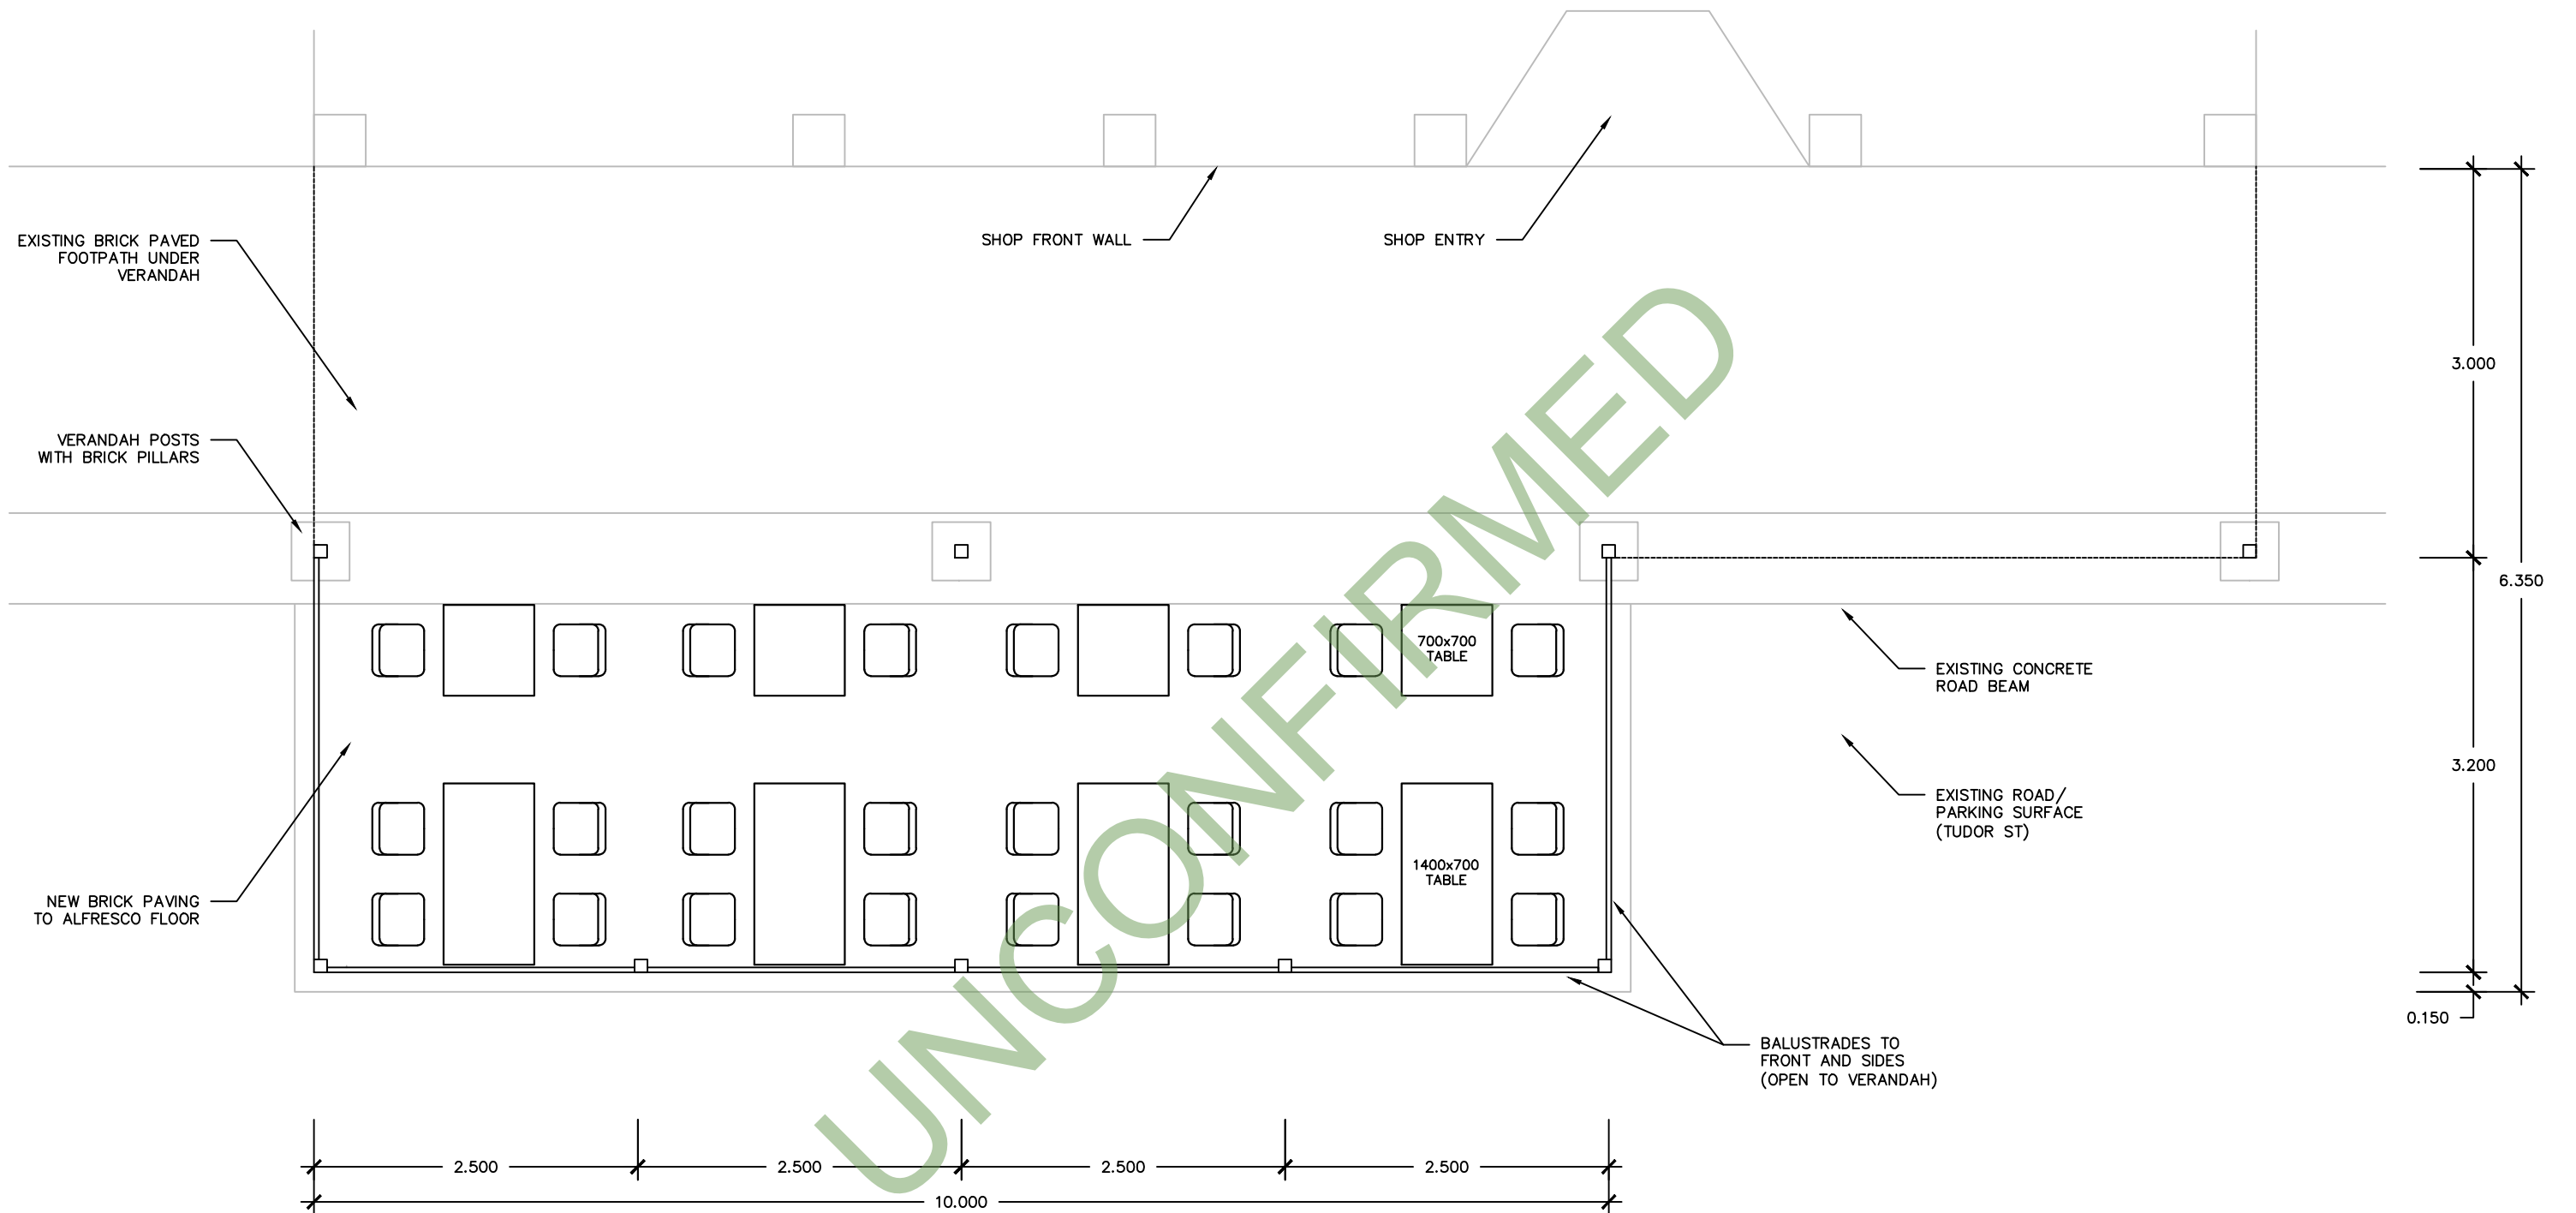 EXISTING BRICK PAVED
FOOTPATH UNDER
VERANDAH
SHOP FRONT WALL
SHOP ENTRY
3.000
VERANDAH POSTS
WITH BRICK PILLARS
6.350
700x700
TABLE
EXISTING CONCRETE
ROAD BEAM
3.200
EXISTING ROAD/
PARKING SURFACE
(TUDOR ST)
1400x700
TABLE
NEW BRICK PAVING
TO ALFRESCO FLOOR
0.150
BALUSTRADES TO
FRONT AND SIDES
(OPEN TO VERANDAH)
2.500
2.500
2.500
2.500
10.000
UNCONFIRMED